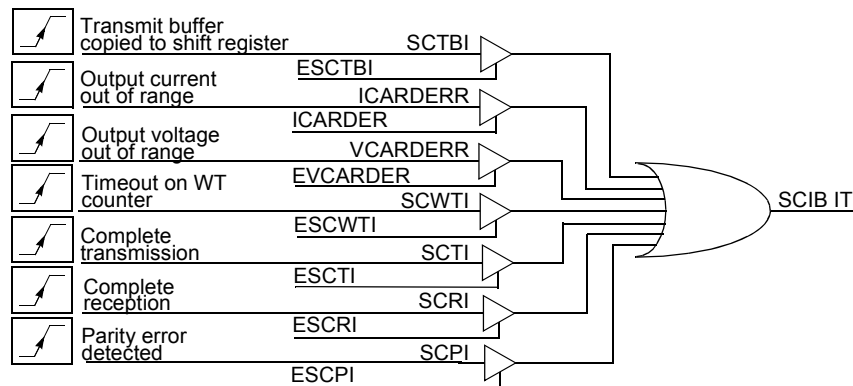 Transmit buffer
copied to shift register
SCTBI
ESCTBI
Output current
out of range
ICARDERR
ICARDER
Output voltage
out of range
VCARDERR
EVCARDER
Timeout on WT
counter
SCWTI
ESCWTI
SCIB IT
Complete
transmission
SCTI
ESCTI
Complete
reception
SCRI
ESCRI
Parity error
detected
SCPI
ESCPI